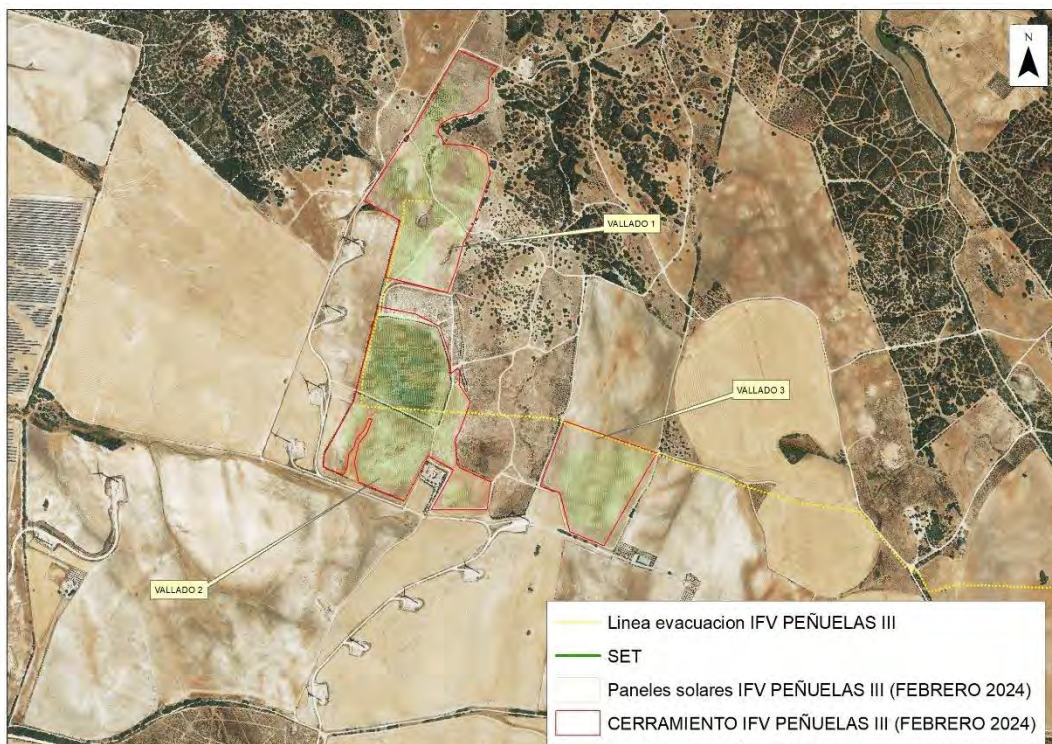 N
VALLADO 1
VALLADO 3
VALLADO 2
Linea evacuacion IFV PEÑUELAS III
SET
Paneles solares IFV PEÑUELAS III (FEBRERO 2024)
CERRAMIENTO IFV PEÑUELAS III (FEBRERO 2024)